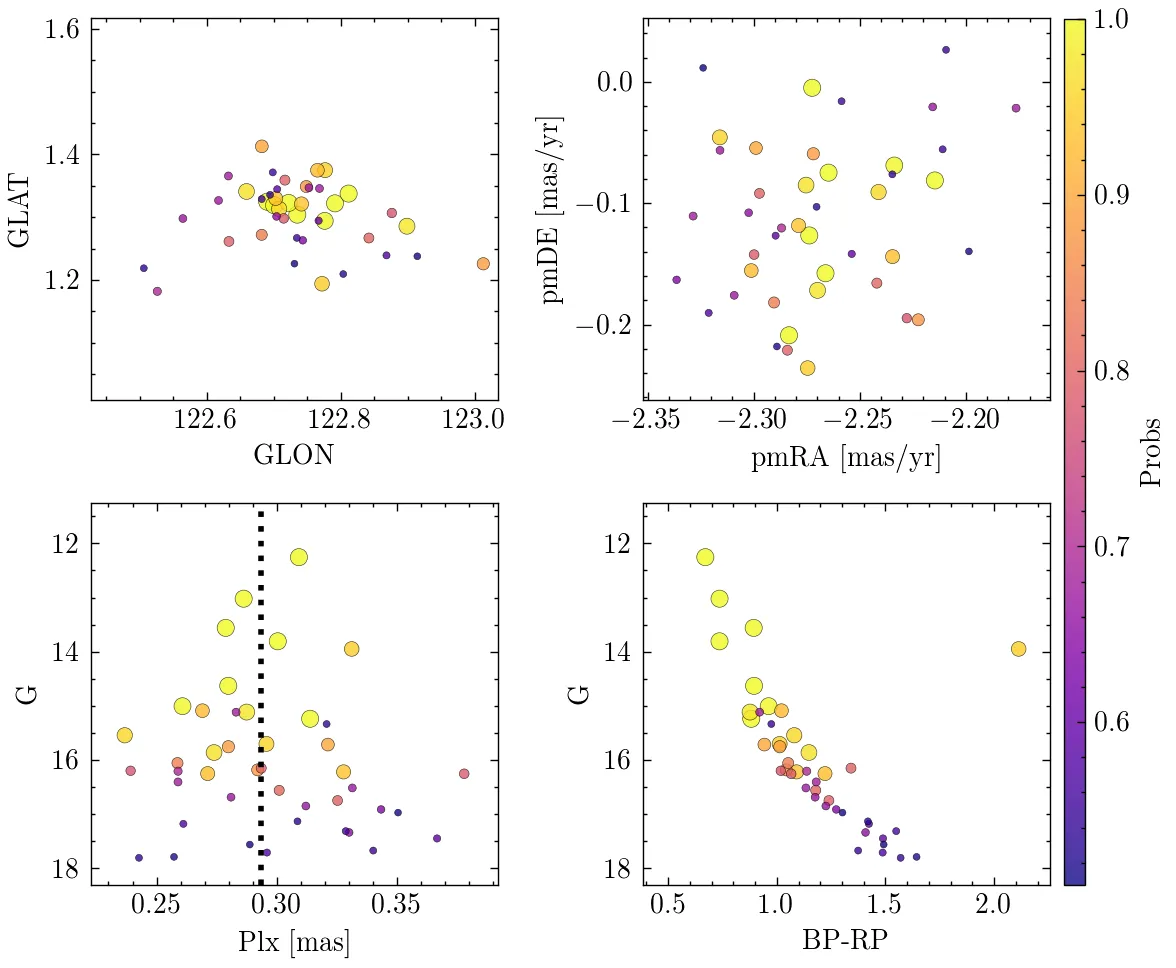 1.6
1.4
1.2
GLAT
122.6 122.8 123.0
GLON
0.0
−0.1
−0.2
pmDE [mas/yr]
−2.35 −2.30 −2.25 −2.20
pmRA [mas/yr]
1.0
0.9
0.8
0.7
0.6
Probs
12
14
16
18
G
0.25 0.30 0.35
Plx [mas]
12
14
16
18
G
0.5 1.0 1.5 2.0
BP-RP